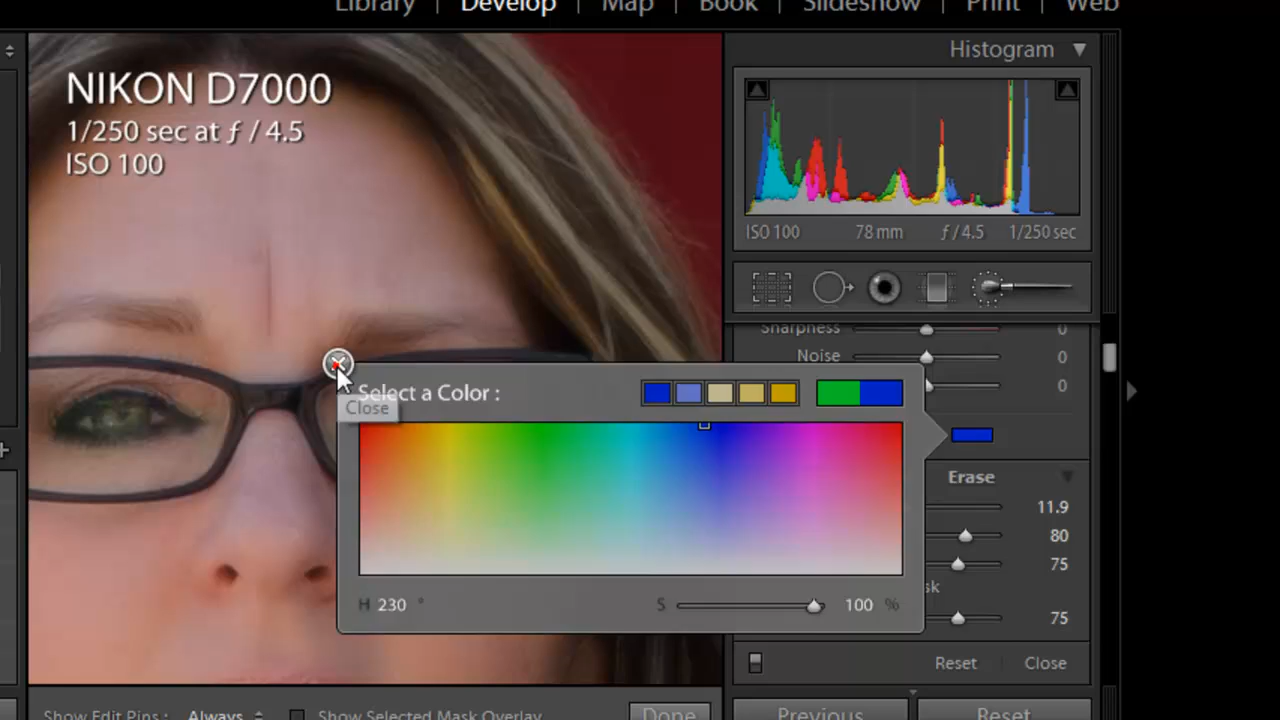 Library | Develop | Map | Book | Slideshow | Print | Web
NIKON D7000
1/250 sec at ƒ / 4.5
ISO 100
Histogram
ISO 100 78 mm ƒ / 4.5 1/250 sec
Sharpness 0
Noise 0
0
Select a Color :
Close
H 230 ° S 100 %
Erase
11.9
80
75
sk
75
Reset Close
Show Edit Pins : Always Show Selected Mask Overlay Done
Previous Reset